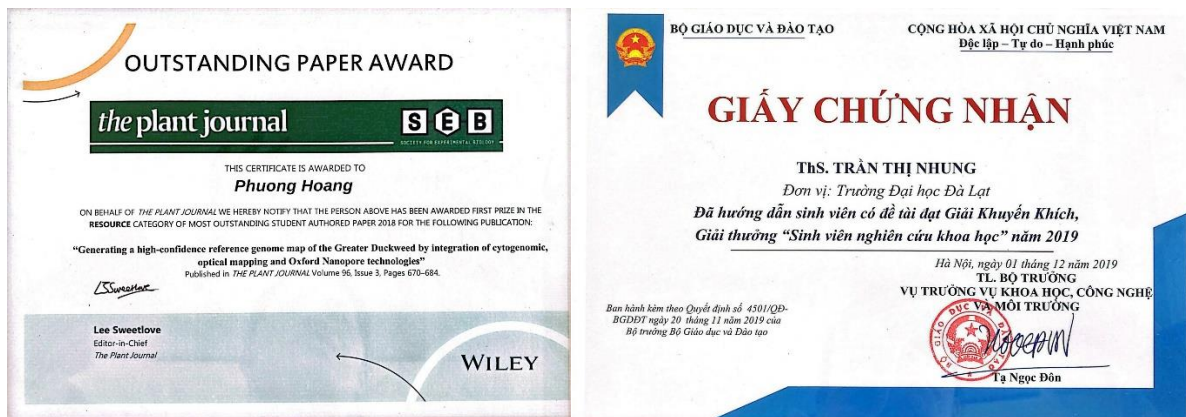 OUTSTANDING PAPER AWARD
the plant journal
S E B
SOCIETY FOR EXPERIMENTAL BIOLOGY
THIS CERTIFICATE IS AWARDED TO
Phuong Hoang
ON BEHALF OF THE PLANT JOURNAL WE HEREBY NOTIFY THAT THE PERSON ABOVE HAS BEEN AWARDED FIRST PRIZE IN THE
RESOURCE CATEGORY OF MOST OUTSTANDING STUDENT AUTHORED PAPER 2018 FOR THE FOLLOWING PUBLICATION:
“Generating a high-confidence reference genome map of the Greater Duckweed by integration of cytogenomic,
optical mapping and Oxford Nanopore technologies”
Published in THE PLANT JOURNAL Volume 96, Issue 3, Pages 670–684.
Lee Sweetlove
Editor-in-Chief
The Plant Journal
WILEY
BỘ GIÁO DỤC VÀ ĐÀO TẠO
CỘNG HÒA XÃ HỘI CHỦ NGHĨA VIỆT NAM
Độc lập – Tự do – Hạnh phúc
GIẤY CHỨNG NHẬN
ThS. TRẦN THỊ NHUNG
Đơn vị: Trường Đại học Đà Lạt
Đã hướng dẫn sinh viên có đề tài đạt Giải Khuyến Khích,
Giải thưởng “Sinh viên nghiên cứu khoa học” năm 2019
Hà Nội, ngày 01 tháng 12 năm 2019
TL. BỘ TRƯỞNG
VỤ TRƯỞNG VỤ KHOA HỌC, CÔNG NGHỆ
VÀ MÔI TRƯỜNG
Ban hành kèm theo Quyết định số 4501/QĐ-
BGDĐT ngày 20 tháng 11 năm 2019 của
Bộ trưởng Bộ Giáo dục và Đào tạo
Tạ Ngọc Đôn